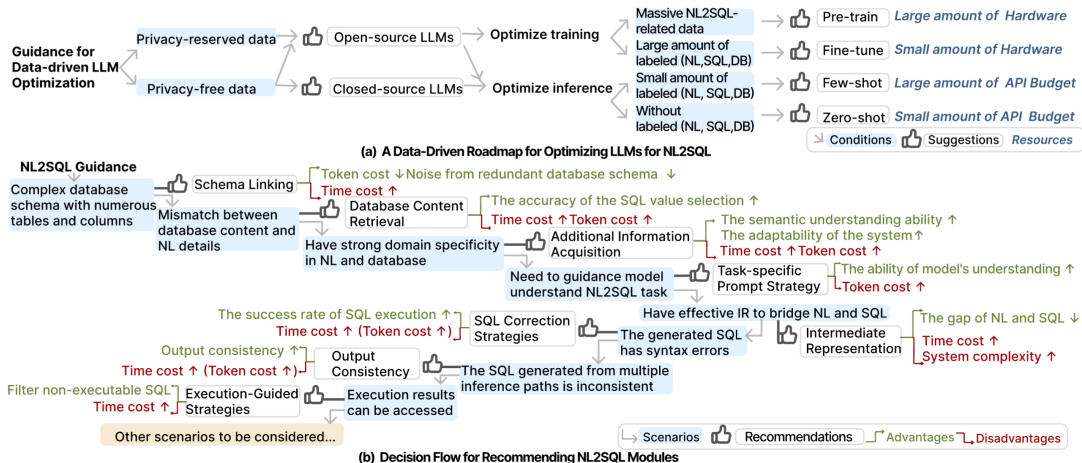 Guidance for
Data-driven LLM
Optimization
Privacy-reserved data
Privacy-free data
Open-source LLMs
Closed-source LLMs
Optimize training
Optimize inference
Massive NL2SQL-
related data
Large amount of
labeled (NL,SQL,DB)
Small amount of
labeled (NL, SQL,DB)
Without
labeled (NL, SQL,DB)
Pre-train
Large amount of Hardware
Fine-tune
Small amount of Hardware
Few-shot
Large amount of API Budget
Zero-shot
Small amount of API Budget
Conditions
Suggestions
Resources
(a) A Data-Driven Roadmap for Optimizing LLMs for NL2SQL
NL2SQL Guidance
Complex database
schema with numerous
tables and columns
Schema Linking
Token cost ↓Noise from redundant database schema ↓
Time cost ↑
Mismatch between
database content and
NL details
Database Content
Retrieval
The accuracy of the SQL value selection ↑
Time cost ↑ Token cost ↑
Have strong domain specificity
in NL and database
Additional Information
Acquisition
The semantic understanding ability ↑
The adaptability of the system↑
Time cost ↑ Token cost ↑
Need to guidance model
understand NL2SQL task
Task-specific
Prompt Strategy
The ability of model's understanding ↑
Token cost ↑
Have effective IR to bridge NL and SQL
Intermediate
Representation
The gap of NL and SQL ↓
Time cost ↑
System complexity ↑
The generated SQL
has syntax errors
SQL Correction
Strategies
The success rate of SQL execution ↑
Time cost ↑ (Token cost ↑)
The SQL generated from multiple
inference paths is inconsistent
Output
Consistency
Output consistency ↑
Time cost ↑ (Token cost ↑)
Execution results
can be accessed
Execution-Guided
Strategies
Filter non-executable SQL
Time cost ↑
Other scenarios to be considered...
Scenarios
Recommendations
Advantages
Disadvantages
(b) Decision Flow for Recommending NL2SQL Modules